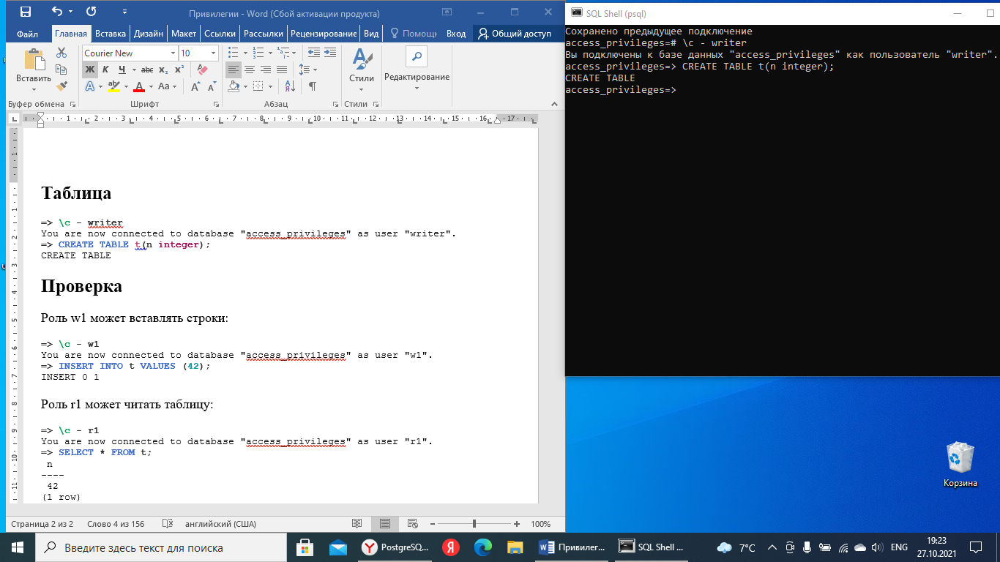 Привилегии - Word (Сбой активации продукта)
Файл Главная Вставка Дизайн Макет Ссылки Рассылки Рецензирование Вид Помощь Вход Общий доступ
Courier New 10
Вставить
Ж К Ч abc x₂ x²
Стили
Редактирование
Буфер обмена Шрифт Абзац Стили
1 2 3 4 5 6 7 8 9 10 11 12 13 14 15 16 17
Таблица
=> \c - writer
You are now connected to database "access_privileges" as user "writer".
=> CREATE TABLE t(n integer);
CREATE TABLE
Проверка
Роль w1 может вставлять строки:
=> \c - w1
You are now connected to database "access_privileges" as user "w1".
=> INSERT INTO t VALUES (42);
INSERT 0 1
Роль r1 может читать таблицу:
=> \c - r1
You are now connected to database "access_privileges" as user "r1".
=> SELECT * FROM t;
n
----
42
(1 row)
Страница 2 из 2 Слово 4 из 156 английский (США) 100%
SQL Shell (psql)
Сохранено предыдущее подключение
access_privileges=# \c - writer
Вы подключены к базе данных "access_privileges" как пользователь "writer".
access_privileges=> CREATE TABLE t(n integer);
CREATE TABLE
access_privileges=>
Корзина
Введите здесь текст для поиска
PostgreSQ...
Привилег...
SQL Shell ...
7°C
ENG
19:23
27.10.2021